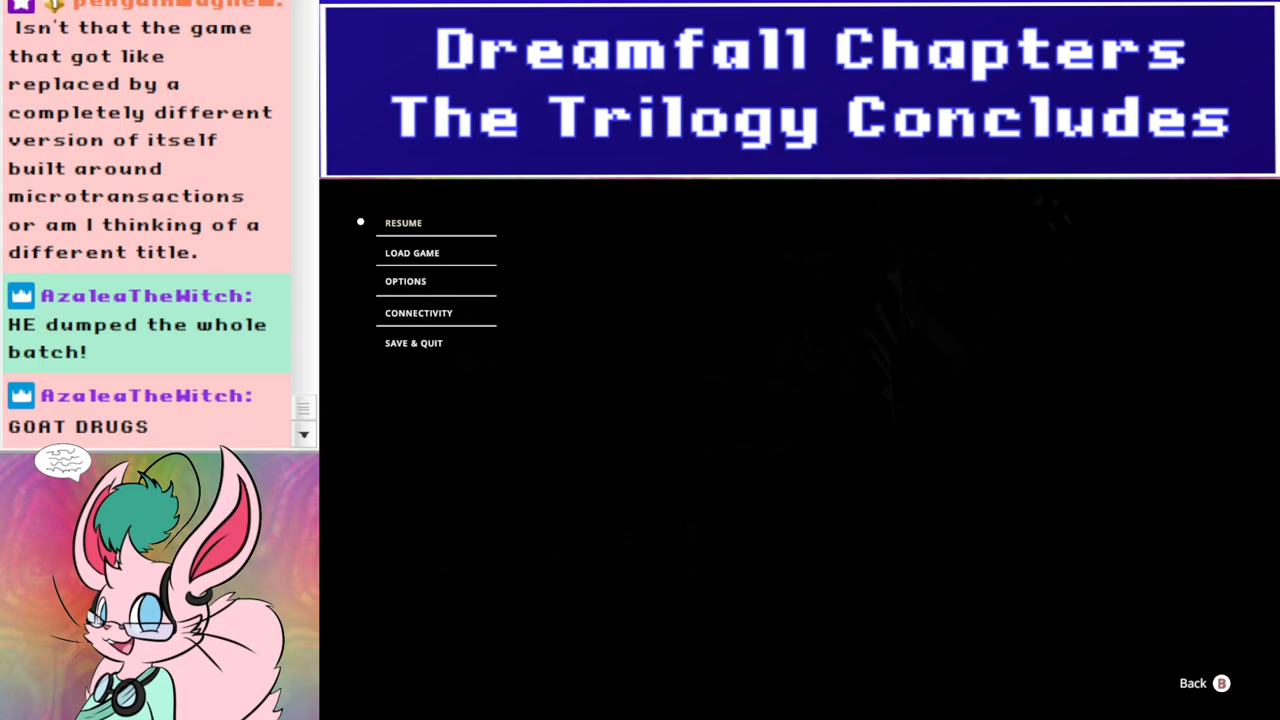 Isn't that the game
that got like
replaced by a
completely different
version of itself
built around
microtransactions
or am I thinking of a
different title.
AzaleaTheWitch:
HE dumped the whole
batch!
AzaleaTheWitch:
GOAT DRUGS
Dreamfall Chapters
The Trilogy Concludes
RESUME
LOAD GAME
OPTIONS
CONNECTIVITY
SAVE & QUIT
Back B